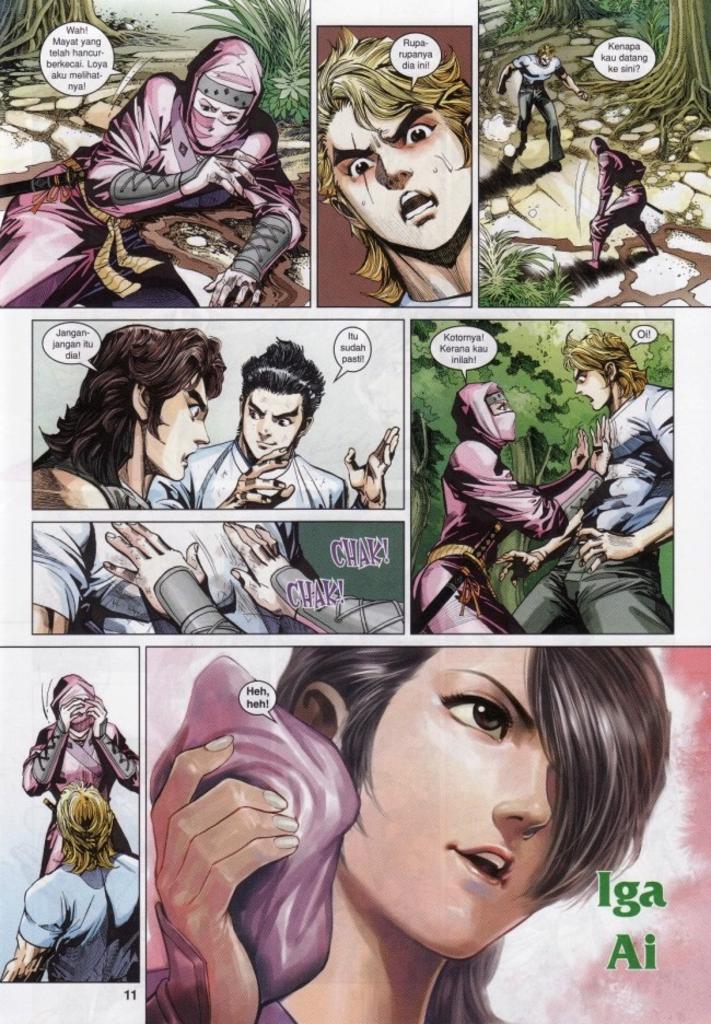 Wah!
Mayat yang
telah hancur-
berkecai. Loya
aku melihat-
nya!
Rupa-
rupanya
dia ini!
Kenapa
kau datang
ke sini?
Jangan-
jangan itu
dia!
Itu
sudah
pasti!
Kotornya!
Kerana kau
inilah!
Oi!
CHAK!
CHAK!
Heh,
heh!
Iga
Ai
11